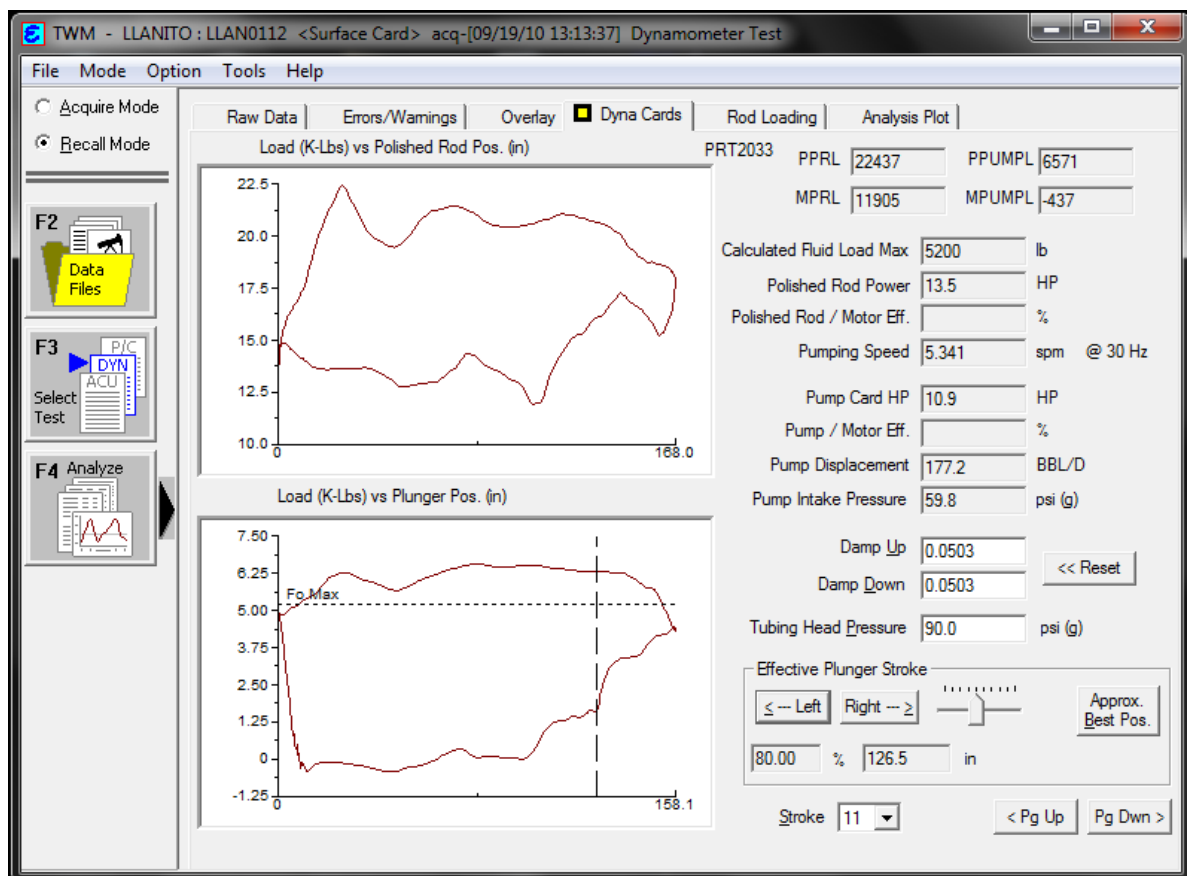 TWM - LLANITO : LLAN0112 <Surface Card> acq-[09/19/10 13:13:37] Dynamometer Test
File Mode Option Tools Help
Acquire Mode
Recall Mode
F2
Data
Files
F3
P/C
DYN
ACU
Select
Test
F4 Analyze
Raw Data Errors/Warnings Overlay Dyna Cards Rod Loading Analysis Plot
Load (K-Lbs) vs Polished Rod Pos. (in)
22.5
20.0
17.5
15.0
12.5
10.0
0 168.0
Load (K-Lbs) vs Plunger Pos. (in)
7.50
6.25
Fo Max
5.00
3.75
2.50
1.25
0
-1.25
0 158.1
PRT2033 PPRL 22437 PPUMPL 6571
MPRL 11905 MPUMPL -437
Calculated Fluid Load Max 5200 lb
Polished Rod Power 13.5 HP
Polished Rod / Motor Eff. %
Pumping Speed 5.341 spm @ 30 Hz
Pump Card HP 10.9 HP
Pump / Motor Eff. %
Pump Displacement 177.2 BBL/D
Pump Intake Pressure 59.8 psi (g)
Damp Up 0.0503
<< Reset
Damp Down 0.0503
Tubing Head Pressure 90.0 psi (g)
Effective Plunger Stroke
< --- Left Right --- >
Approx.
Best Pos.
80.00 % 126.5 in
Stroke 11 < Pg Up Pg Dwn >